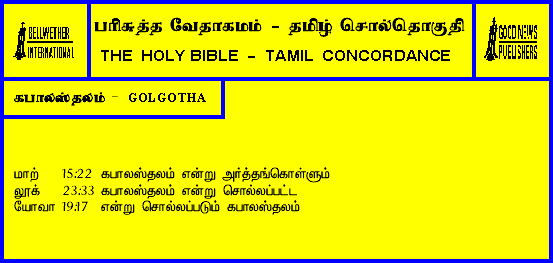 BELLWETHER
INTERNATIONAL
பரிசுத்த வேதாகமம் - தமிழ் சொல்தொகுதி
THE HOLY BIBLE - TAMIL CONCORDANCE
GOOD NEWS
PUBLISHERS
கபாலஸ்தலம் - GOLGOTHA
மாற் 15:22 கபாலஸ்தலம் என்று அர்த்தங்கொள்ளும்
லூக் 23:33 கபாலஸ்தலம் என்று சொல்லப்பட்ட
யோவா 19:17 என்று சொல்லப்படும் கபாலஸ்தலம்